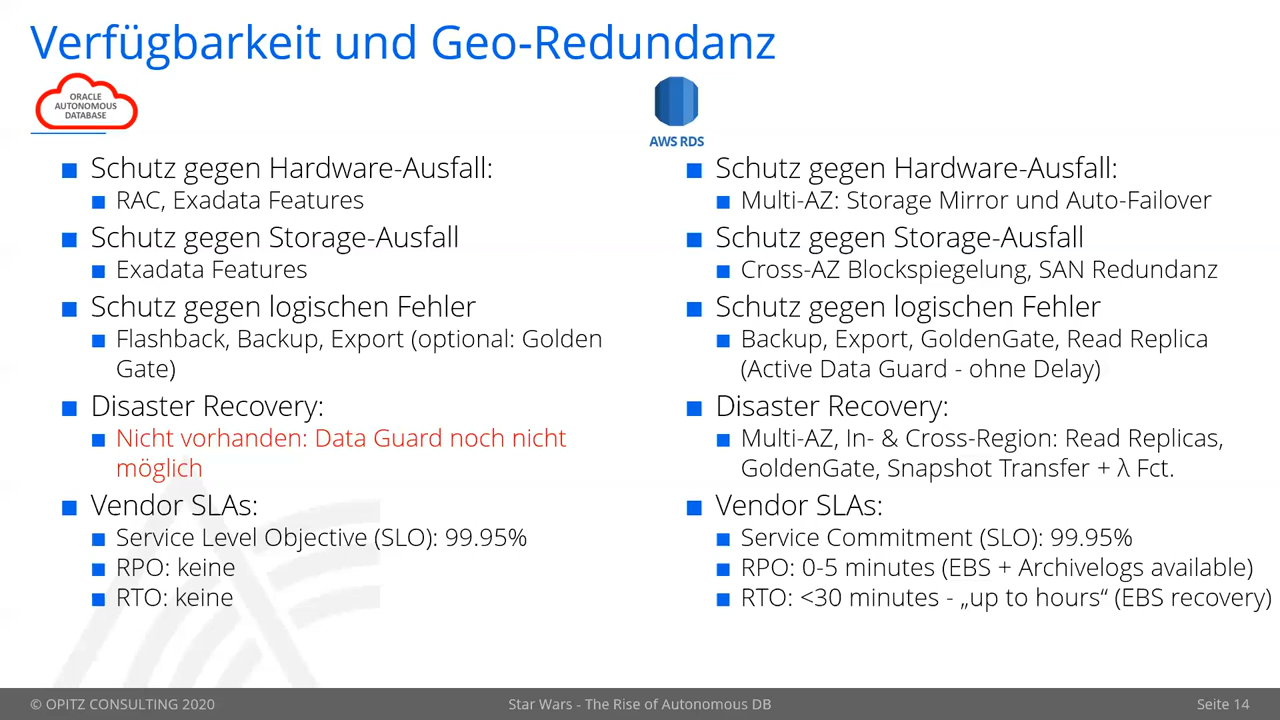 Verfügbarkeit und Geo-Redundanz
ORACLE
AUTONOMOUS
DATABASE
Schutz gegen Hardware-Ausfall:
RAC, Exadata Features
Schutz gegen Storage-Ausfall
Exadata Features
Schutz gegen logischen Fehler
Flashback, Backup, Export (optional: Golden
Gate)
Disaster Recovery:
Nicht vorhanden: Data Guard noch nicht
möglich
Vendor SLAs:
Service Level Objective (SLO): 99.95%
RPO: keine
RTO: keine
AWS RDS
Schutz gegen Hardware-Ausfall:
Multi-AZ: Storage Mirror und Auto-Failover
Schutz gegen Storage-Ausfall
Cross-AZ Blockspiegelung, SAN Redundanz
Schutz gegen logischen Fehler
Backup, Export, GoldenGate, Read Replica
(Active Data Guard - ohne Delay)
Disaster Recovery:
Multi-AZ, In- & Cross-Region: Read Replicas,
GoldenGate, Snapshot Transfer + λ Fct.
Vendor SLAs:
Service Commitment (SLO): 99.95%
RPO: 0-5 minutes (EBS + Archivelogs available)
RTO: <30 minutes - „up to hours“ (EBS recovery)
© OPITZ CONSULTING 2020
Star Wars - The Rise of Autonomous DB
Seite 14